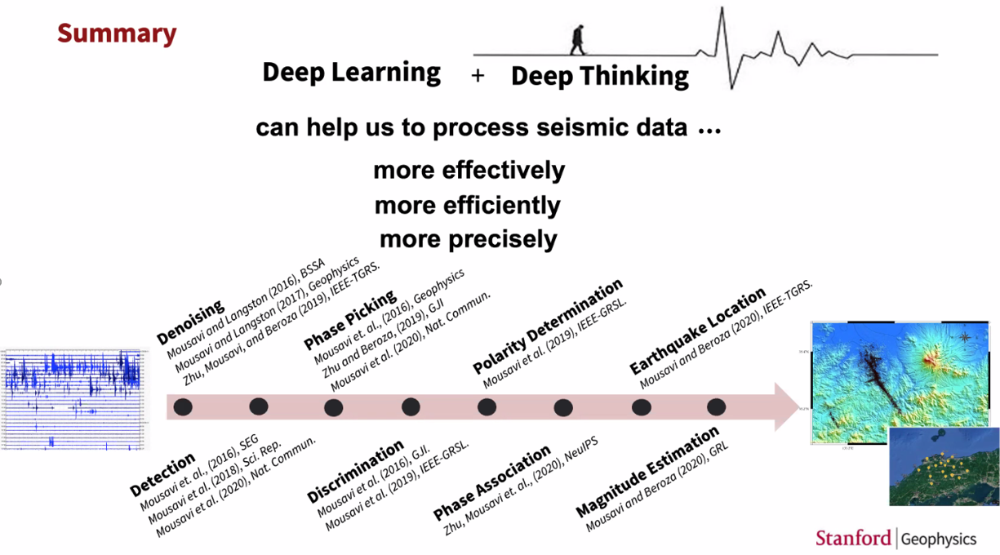 Summary
Deep Learning + Deep Thinking
can help us to process seismic data ...
more effectively
more efficiently
more precisely
Denoising
Mousavi and Langston (2016), BSSA
Mousavi and Langston (2017), Geophysics
Zhu, Mousavi, and Beroza (2019), IEEE-TGRS.
Phase Picking
Mousavi et. al., (2016), Geophysics
Zhu and Beroza, (2019), GJI
Mousavi et al. (2020), Nat. Commun.
Polarity Determination
Mousavi et al. (2019), IEEE-GRSL.
Earthquake Location
Mousavi and Beroza (2020), IEEE-TGRS.
Detection
Mousavi et. al., (2016), SEG
Mousavi et al. (2018), Sci. Rep.
Mousavi et al. (2020), Nat. Commun.
Discrimination
Mousavi et al. (2016), GJI.
Mousavi et al. (2019), IEEE-GRSL.
Phase Association
Zhu, Mousavi et. al., (2020), NeuIPS
Magnitude Estimation
Mousavi and Beroza (2020), GRL
Stanford | Geophysics